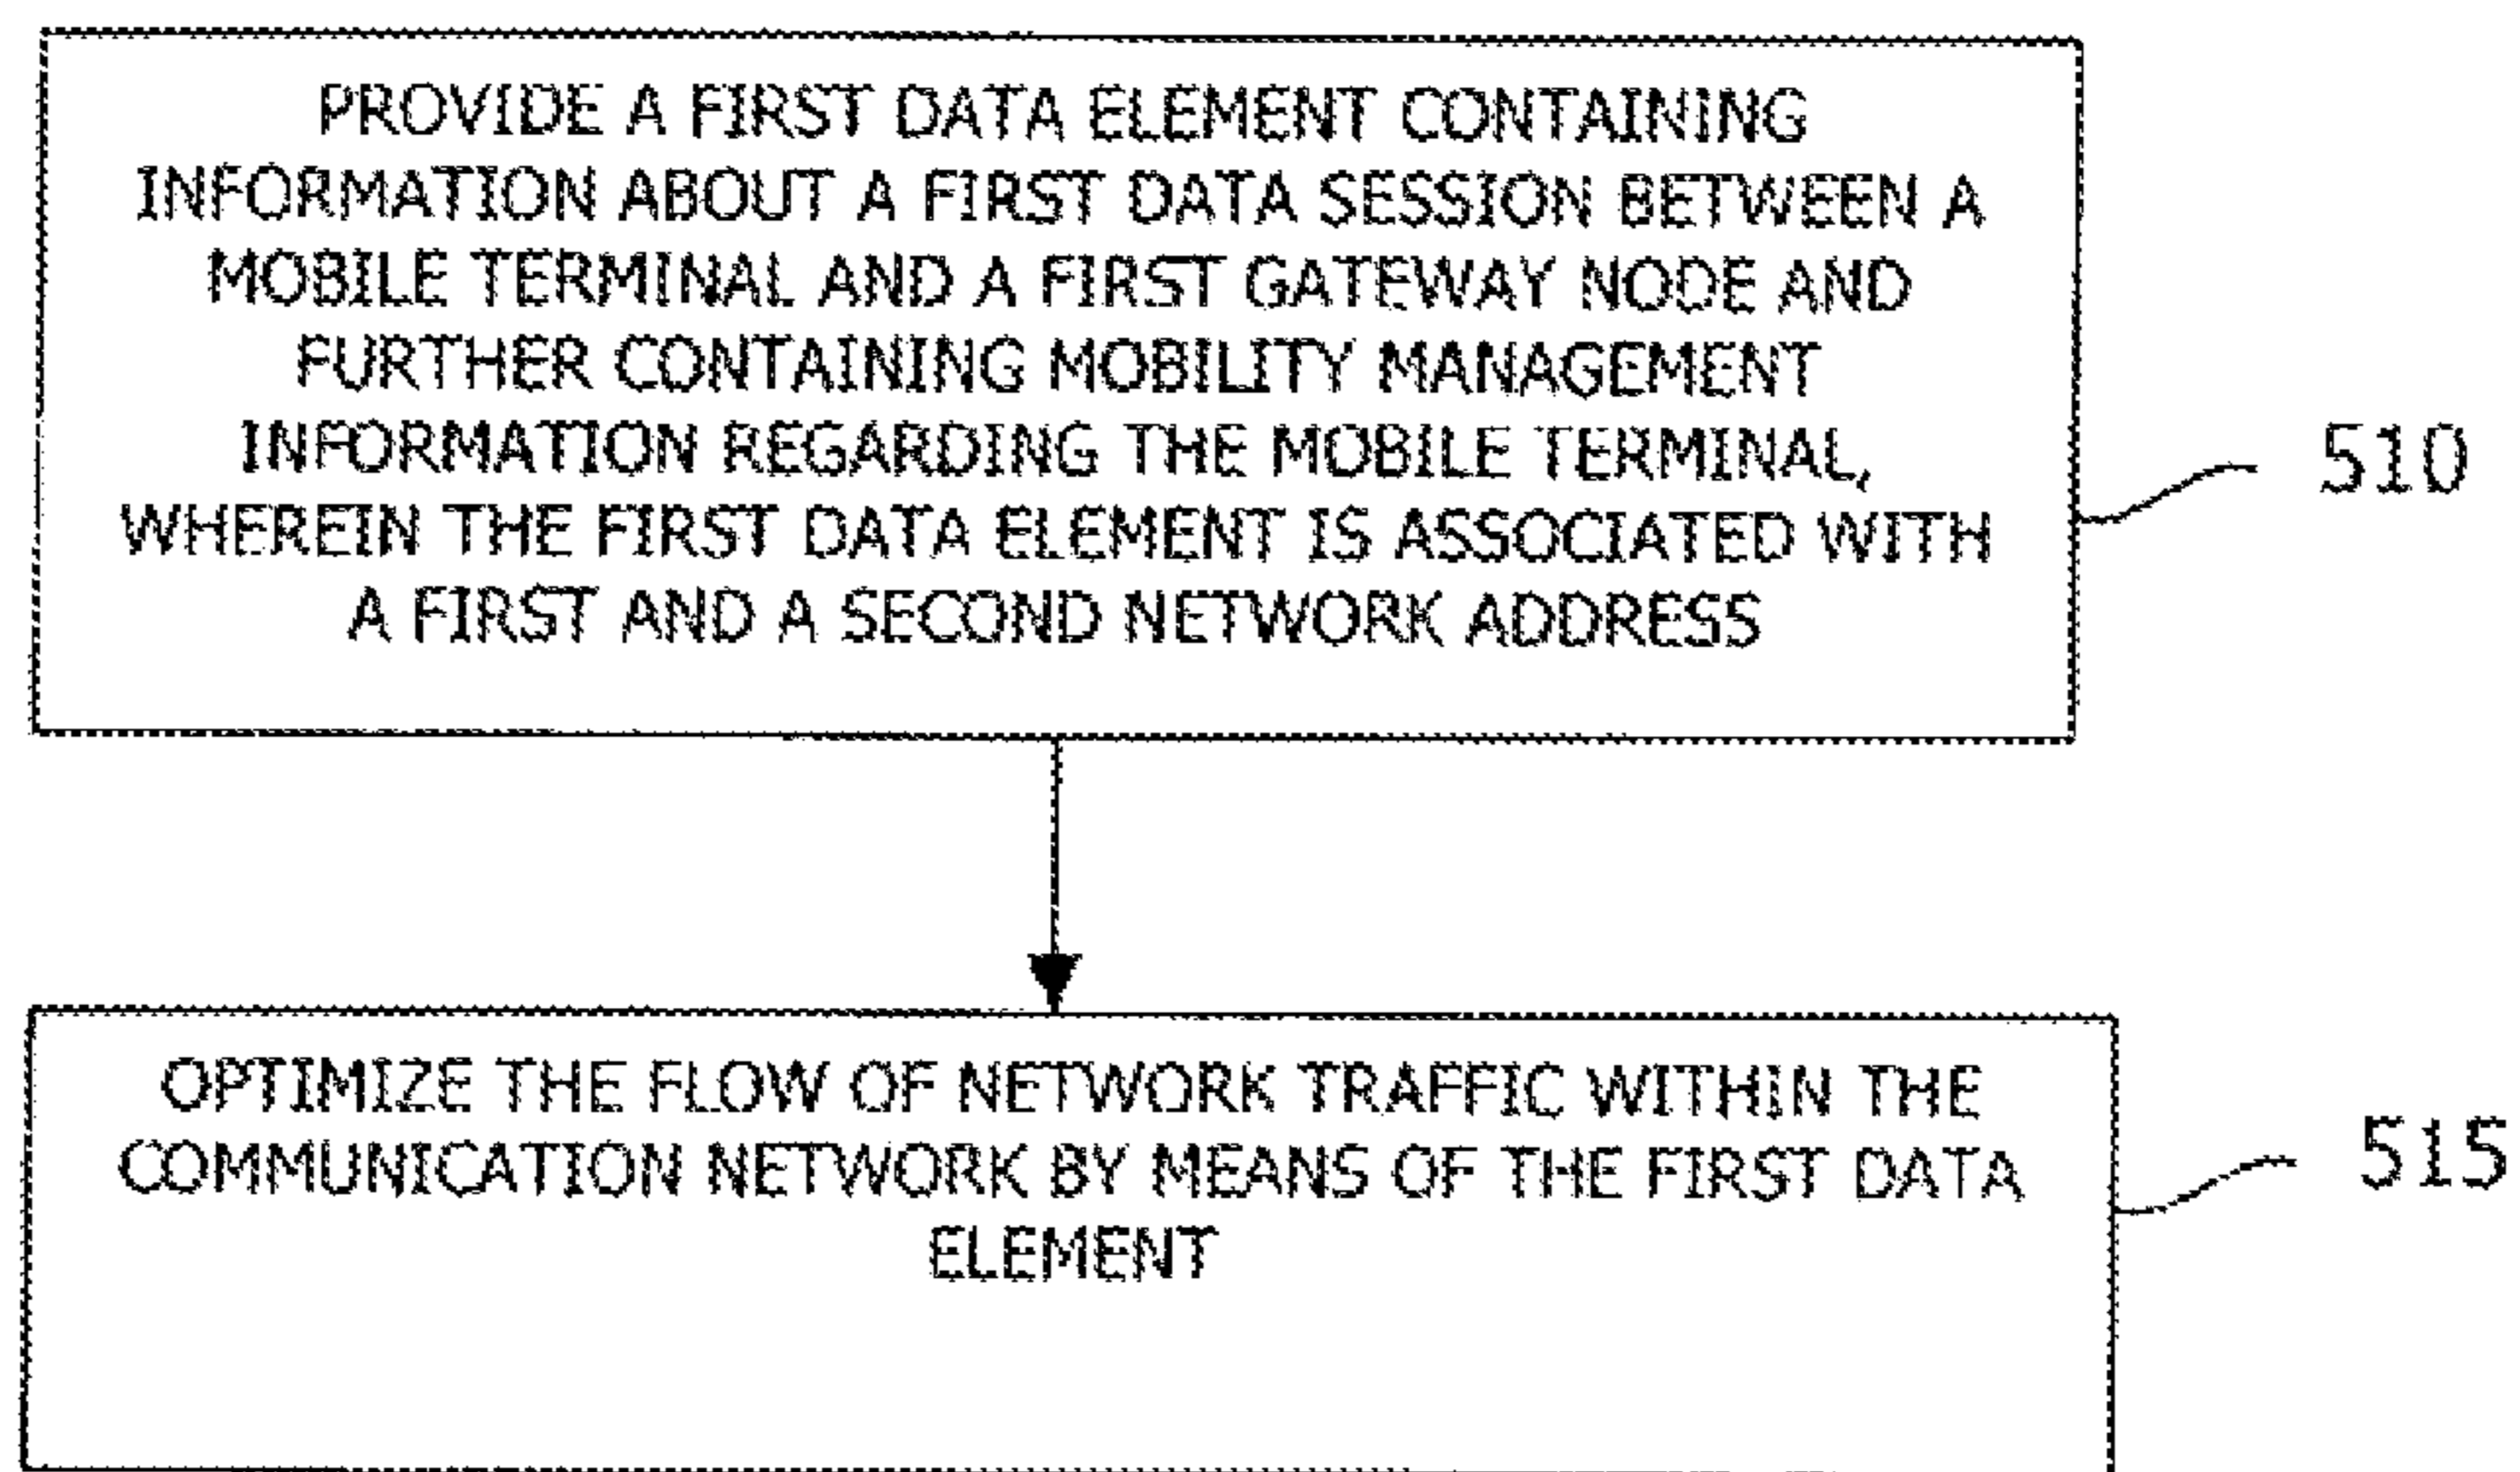 PROVIDE A FIRST DATA ELEMENT CONTAINING
INFORMATION ABOUT A FIRST DATA SESSION BETWEEN A
MOBILE TERMINAL AND A FIRST GATEWAY NODE AND
FURTHER CONTAINING MOBILITY MANAGEMENT
INFORMATION REGARDING THE MOBILE TERMINAL,
WHEREIN THE FIRST DATA ELEMENT IS ASSOCIATED WITH
A FIRST AND A SECOND NETWORK ADDRESS
510
OPTIMIZE THE FLOW OF NETWORK TRAFFIC WITHIN THE
COMMUNICATION NETWORK BY MEANS OF THE FIRST DATA
ELEMENT
515